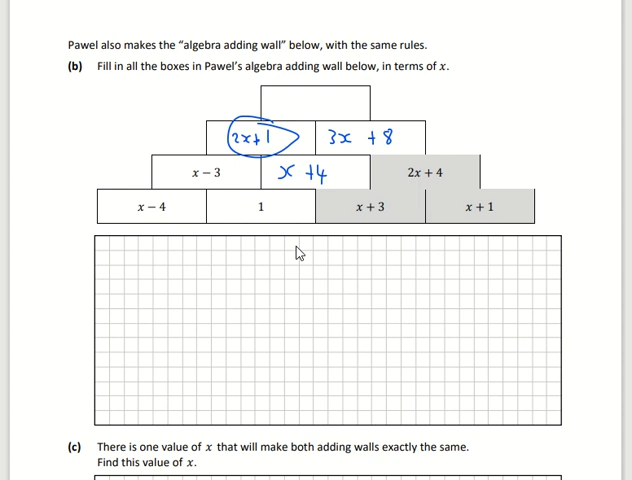 Pawel also makes the “algebra adding wall” below, with the same rules.
(b) Fill in all the boxes in Pawel’s algebra adding wall below, in terms of x.
2x+1 3x +8
x − 3 x +4 2x + 4
x − 4 1 x + 3 x + 1
(c) There is one value of x that will make both adding walls exactly the same.
Find this value of x.